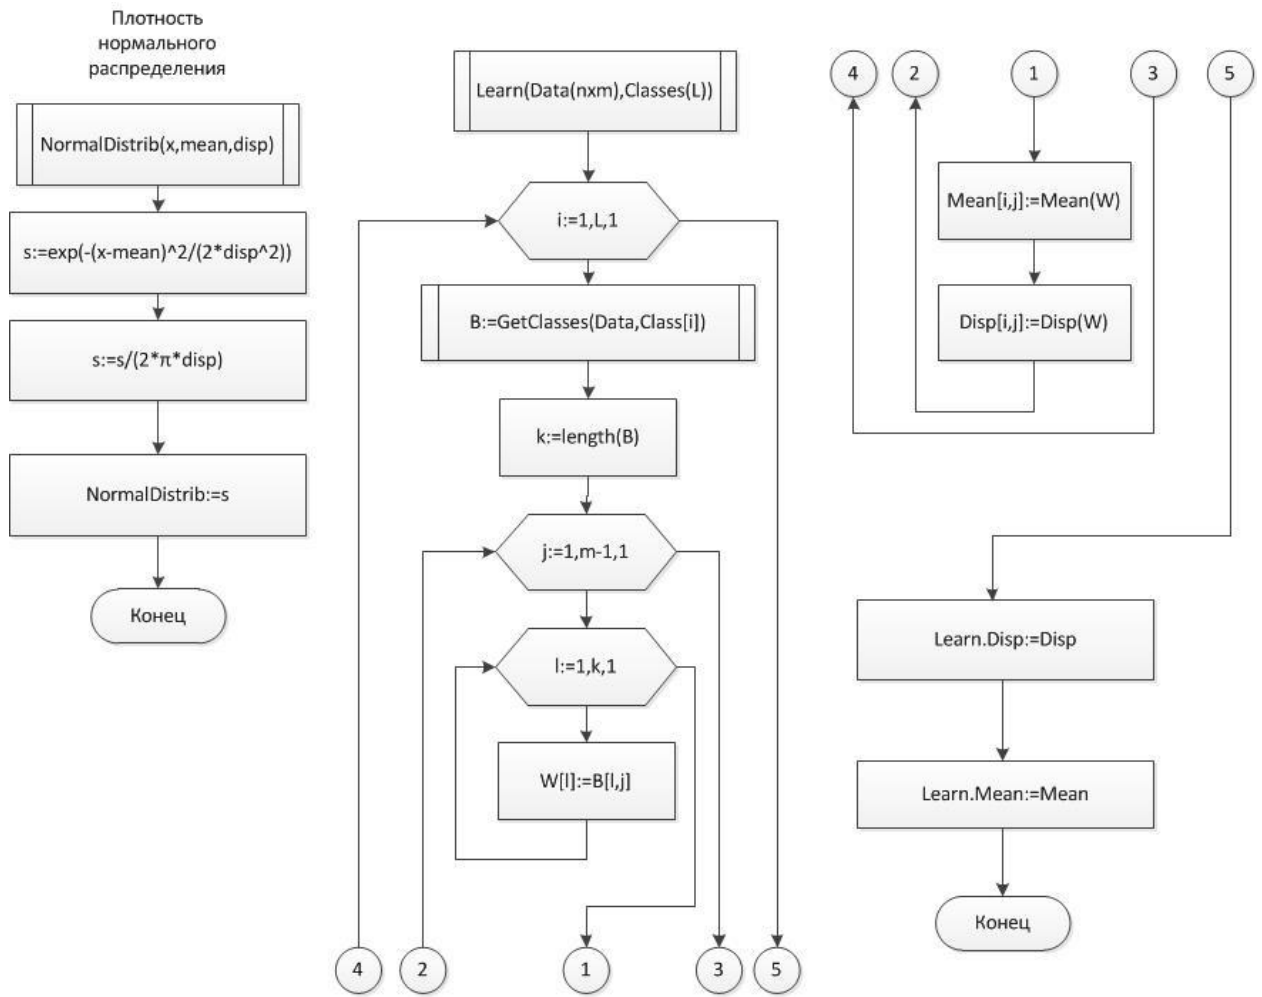 Плотность
нормального
распределения
NormalDistrib(x,mean,disp)
s:=exp(-(x-mean)^2/(2*disp^2))
s:=s/(2*π*disp)
NormalDistrib:=s
Конец
Learn(Data(nxm),Classes(L))
i:=1,L,1
B:=GetClasses(Data,Class[i])
k:=length(B)
j:=1,m-1,1
l:=1,k,1
W[l]:=B[l,j]
4
2
1
3
5
4
2
1
3
5
Mean[i,j]:=Mean(W)
Disp[i,j]:=Disp(W)
Learn.Disp:=Disp
Learn.Mean:=Mean
Конец